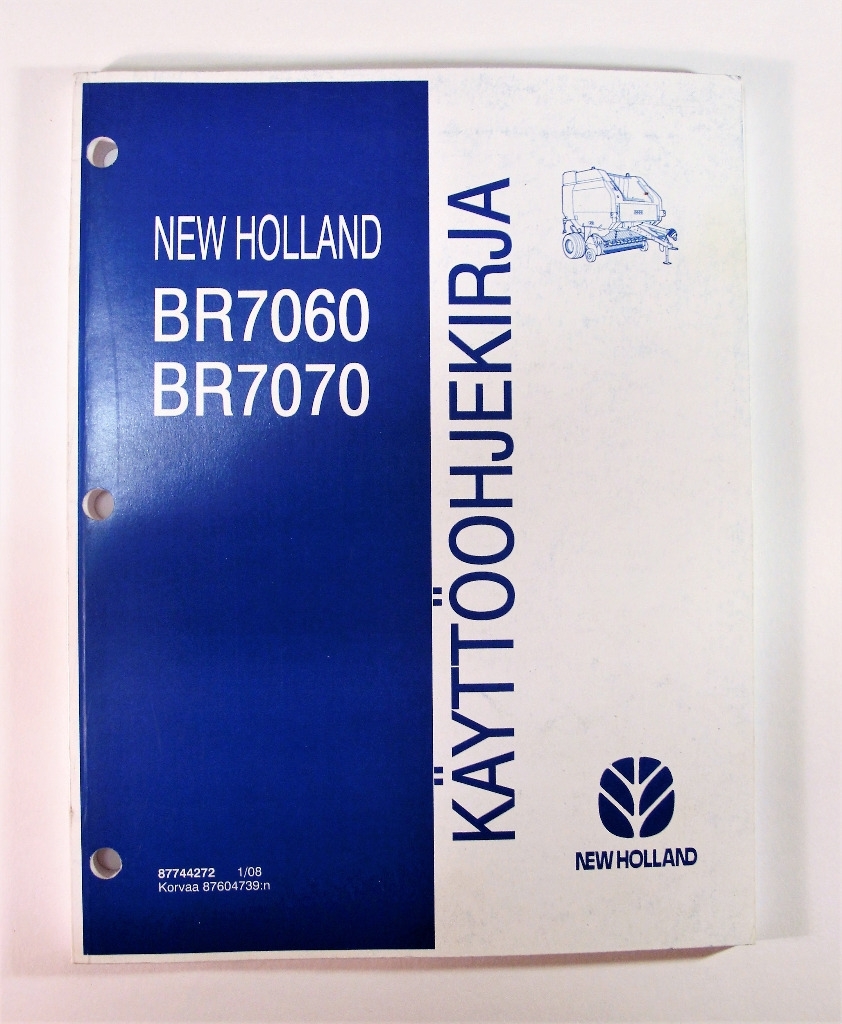 NEW HOLLAND
BR7060
BR7070
KÄYTTÖOHJEKIRJA
87744272 1/08
Korvaa 87604739:n
NEW HOLLAND